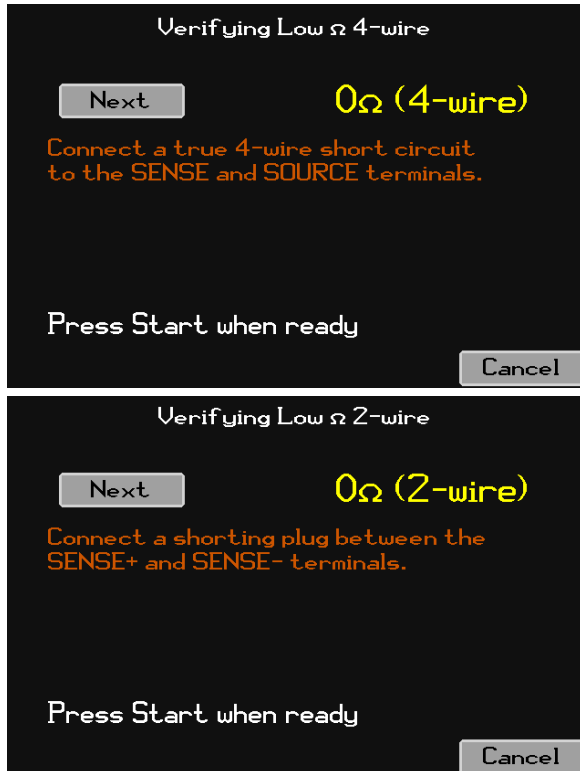 Verifying Low Ω 4-wire
Next
0Ω (4-wire)
Connect a true 4-wire short circuit
to the SENSE and SOURCE terminals.
Press Start when ready
Cancel
Verifying Low Ω 2-wire
Next
0Ω (2-wire)
Connect a shorting plug between the
SENSE+ and SENSE- terminals.
Press Start when ready
Cancel